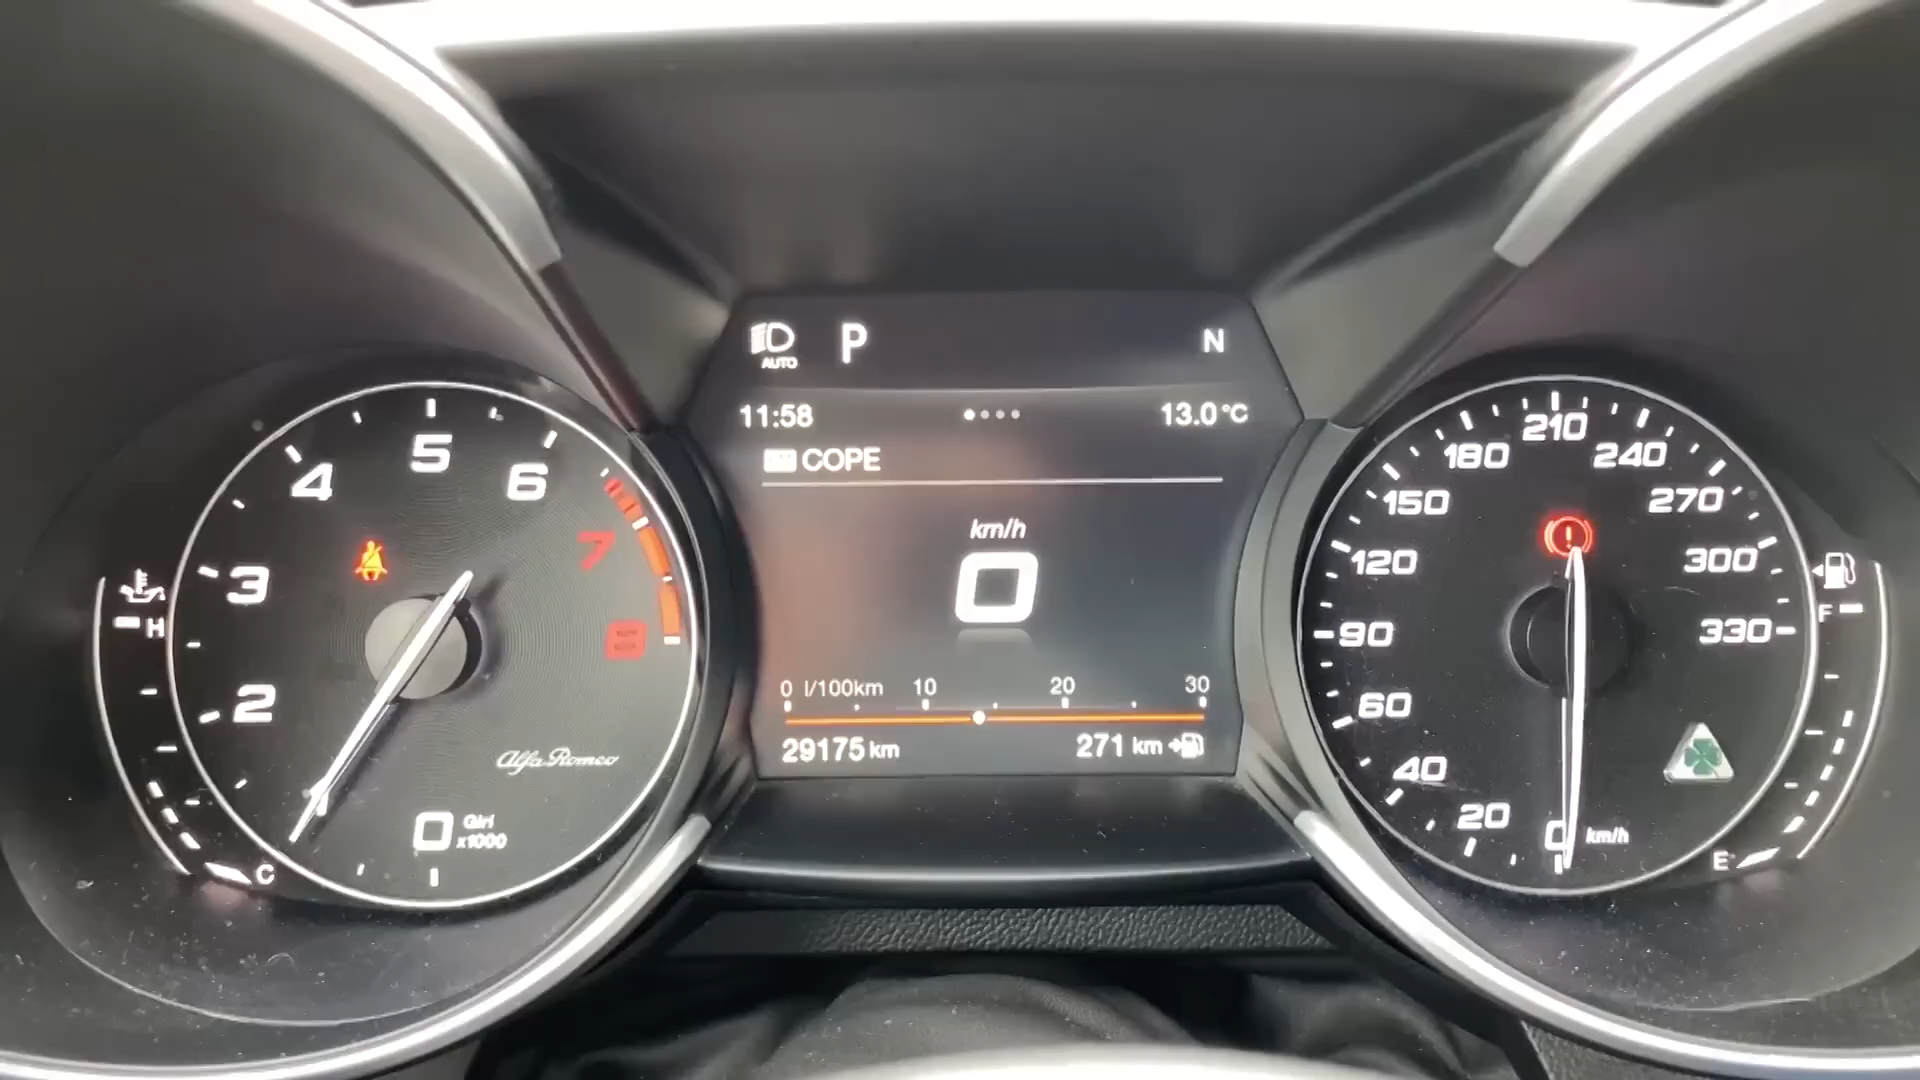 AUTO P N
11:58 13.0°C
COPE
km/h
0
0 l/100km 10 20 30
29175 km 271 km
2 3 4 5 6 7
Alfa Romeo
0 Giri
x1000
H
C
0 20 40 60 90 120 150 180 210 240 270 300 330
km/h
F
E